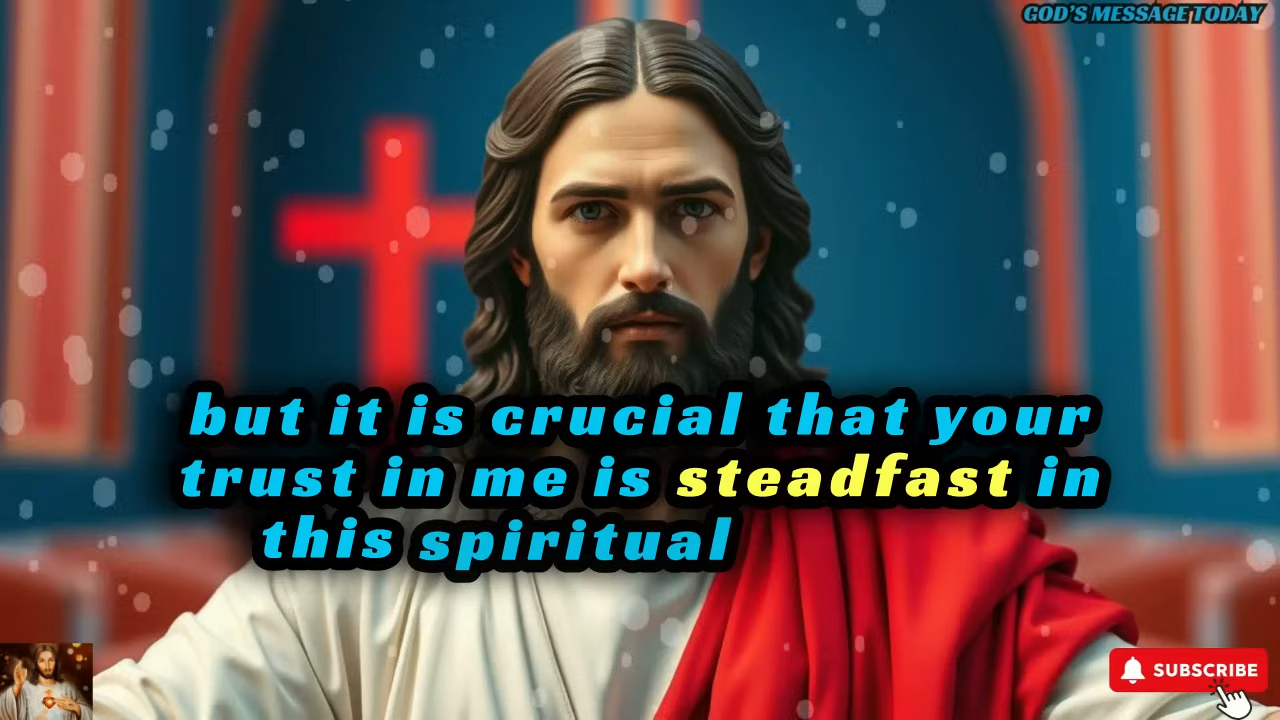 GOD'S MESSAGE TODAY
but it is crucial that your
trust in me is steadfast in
this spiritual
SUBSCRIBE